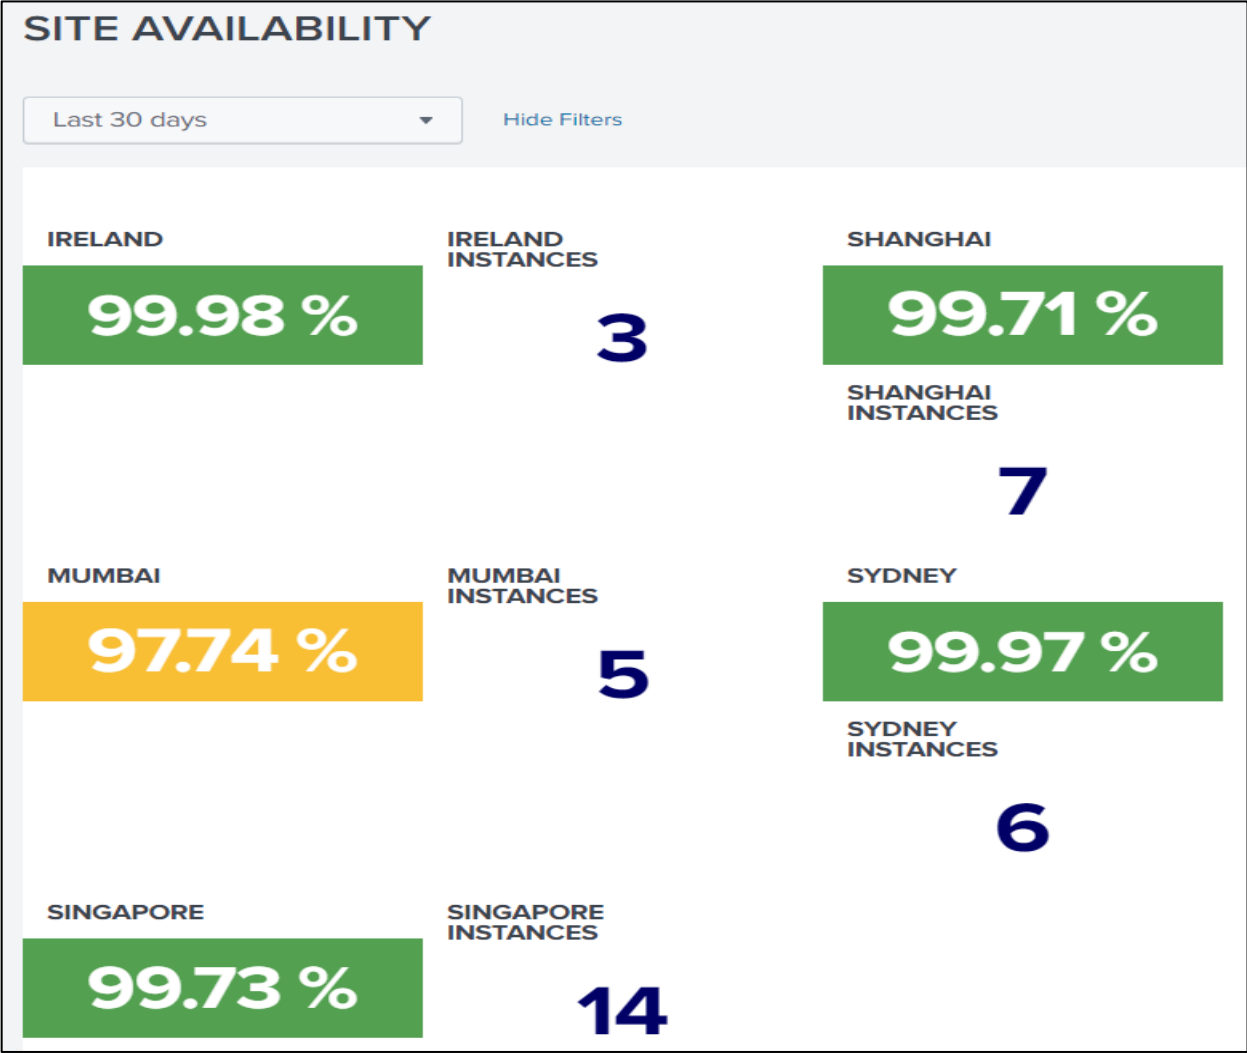 SITE AVAILABILITY
Last 30 days
Hide Filters
IRELAND
99.98 %
IRELAND
INSTANCES
3
SHANGHAI
99.71 %
SHANGHAI
INSTANCES
7
MUMBAI
97.74 %
MUMBAI
INSTANCES
5
SYDNEY
99.97 %
SYDNEY
INSTANCES
6
SINGAPORE
99.73 %
SINGAPORE
INSTANCES
14